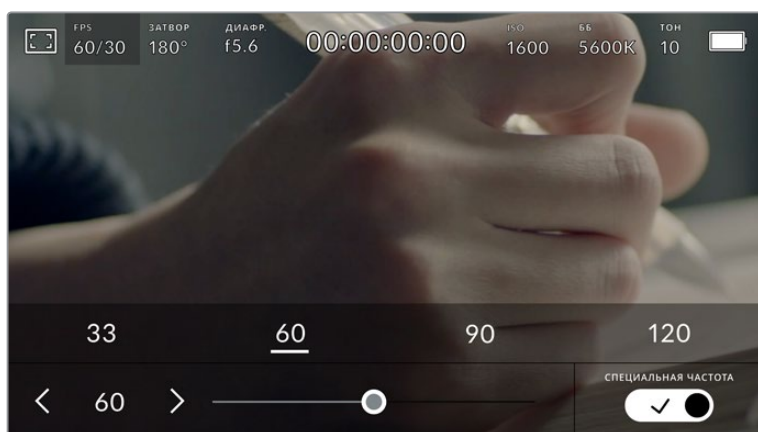 FPS ЗАТВОР ДИАФР. 00:00:00:00 ISO ББ ТОН
60/30 180° f5.6 1600 5600K 10
33 60 90 120
СПЕЦИАЛЬНАЯ ЧАСТОТА
60